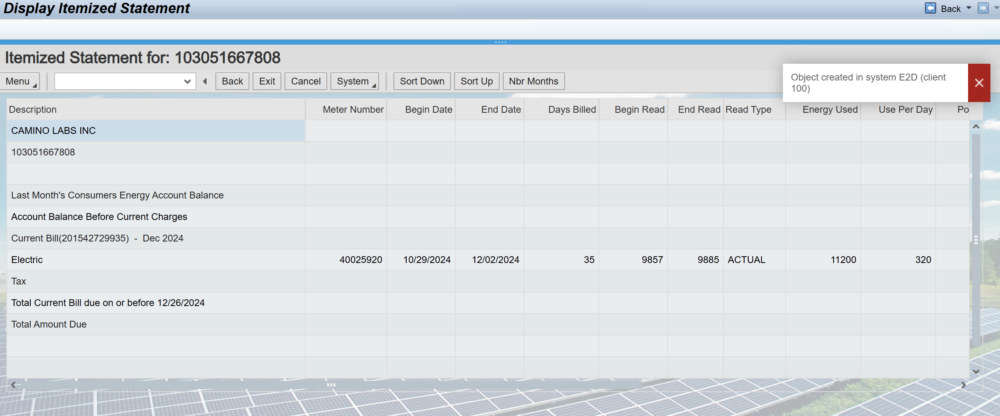 Display Itemized Statement
Back
Itemized Statement for: 103051667808
Object created in system E2D (client
100)
Menu Back Exit Cancel System Sort Down Sort Up Nbr Months
Description Meter Number Begin Date End Date Days Billed Begin Read End Read Read Type Energy Used Use Per Day Po
CAMINO LABS INC
103051667808
Last Month's Consumers Energy Account Balance
Account Balance Before Current Charges
Current Bill(201542729935) - Dec 2024
Electric 40025920 10/29/2024 12/02/2024 35 9857 9885 ACTUAL 11200 320
Tax
Total Current Bill due on or before 12/26/2024
Total Amount Due